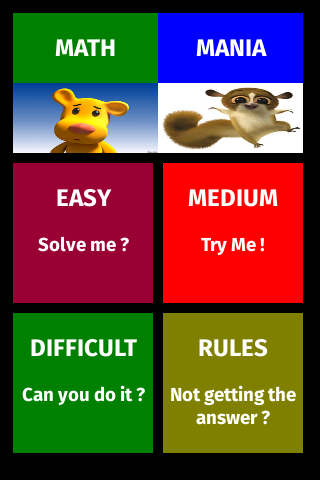 MATH MANIA
EASY
Solve me ?
MEDIUM
Try Me !
DIFFICULT
Can you do it ?
RULES
Not getting the
answer ?